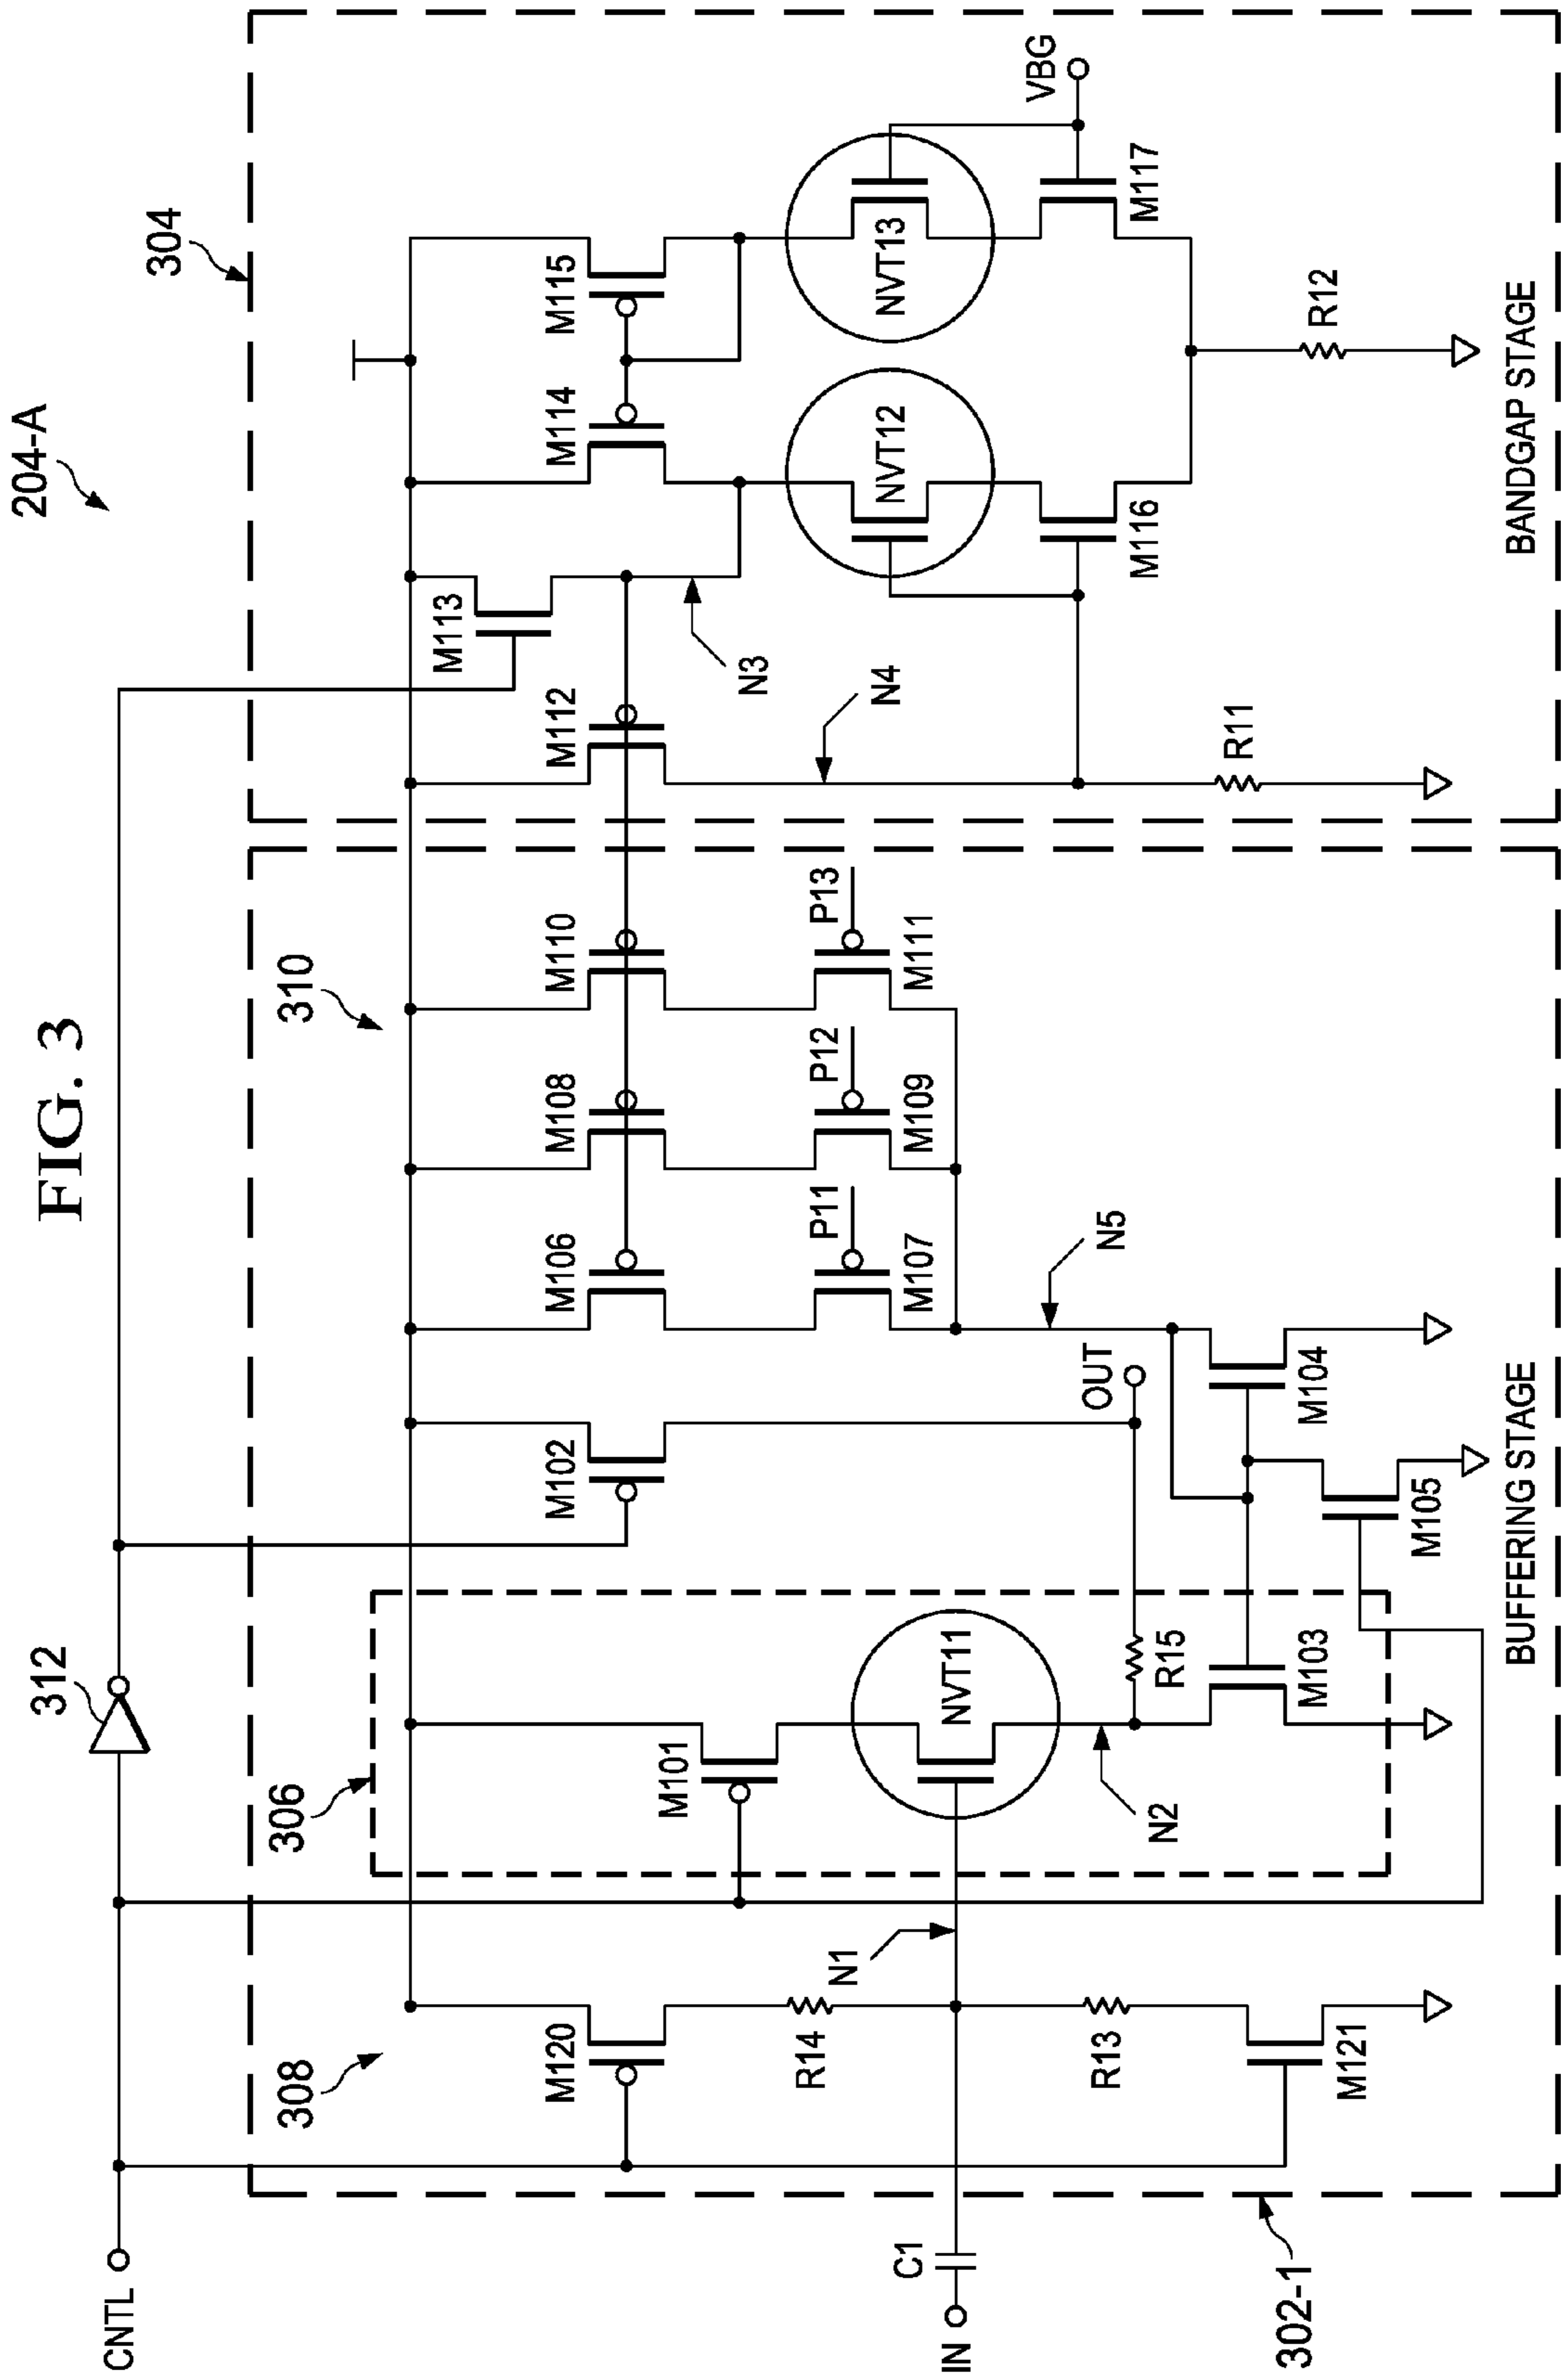 FIG. 3
204-A
304
312
CNTL
310
308
306
M120
M101
M102
M106
M108
M110
M112
M113
M114
M115
R14
P11
P12
P13
M107
M109
M111
N3
N4
N1
NVT11
NVT12
NVT13
IN
C1
N2
N5
OUT
VBG
R13
R15
M116
M117
M121
M103
M105
M104
R11
R12
302-1
BUFFERING STAGE
BANDGAP STAGE